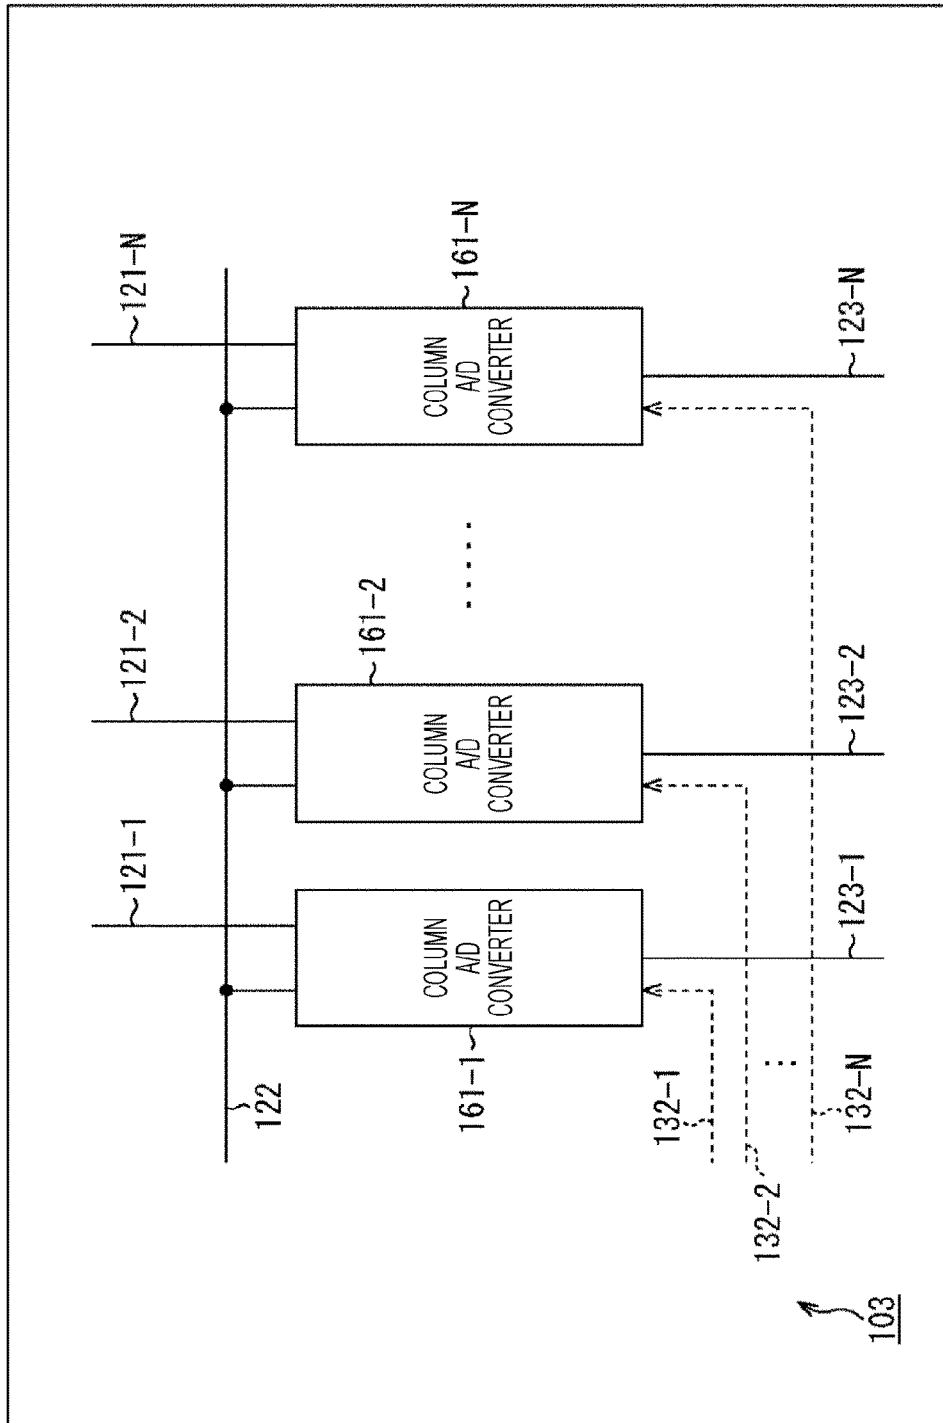 121-1
121-2
121-N
122
161-1
COLUMN
A/D
CONVERTER
161-2
COLUMN
A/D
CONVERTER
.....
161-N
COLUMN
A/D
CONVERTER
132-1
132-2
...
132-N
123-1
123-2
123-N
103